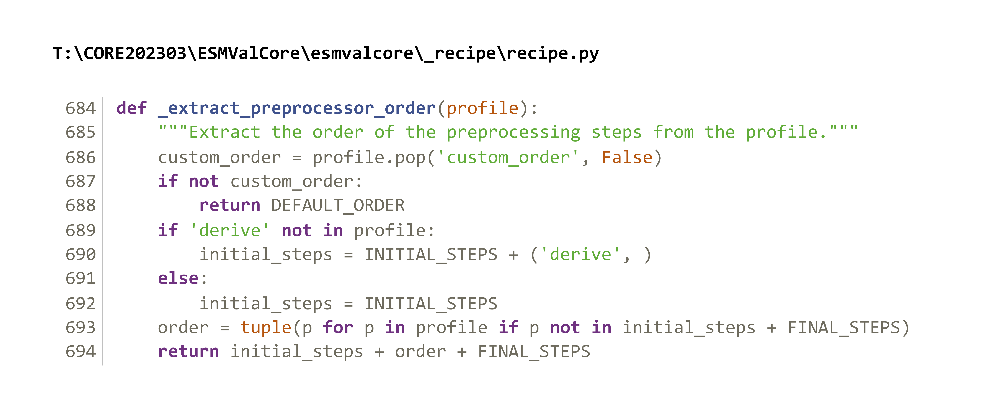 T:\CORE202303\ESMValCore\esmvalcore\_recipe\recipe.py
684 def _extract_preprocessor_order(profile):
685     """Extract the order of the preprocessing steps from the profile."""
686     custom_order = profile.pop('custom_order', False)
687     if not custom_order:
688         return DEFAULT_ORDER
689     if 'derive' not in profile:
690         initial_steps = INITIAL_STEPS + ('derive', )
691     else:
692         initial_steps = INITIAL_STEPS
693     order = tuple(p for p in profile if p not in initial_steps + FINAL_STEPS)
694     return initial_steps + order + FINAL_STEPS